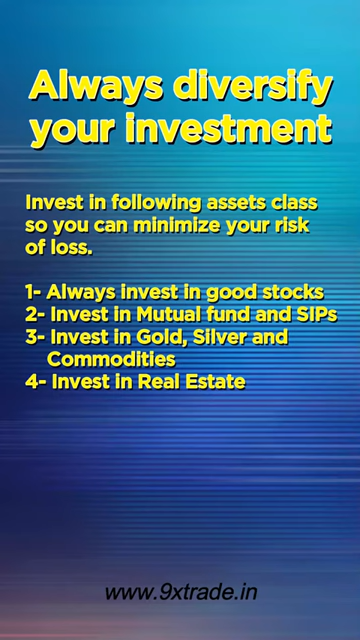 Always diversify
your investment
Invest in following assets class
so you can minimize your risk
of loss.
1- Always invest in good stocks
2- Invest in Mutual fund and SIPs
3- Invest in Gold, Silver and
Commodities
4- Invest in Real Estate
www.9xtrade.in